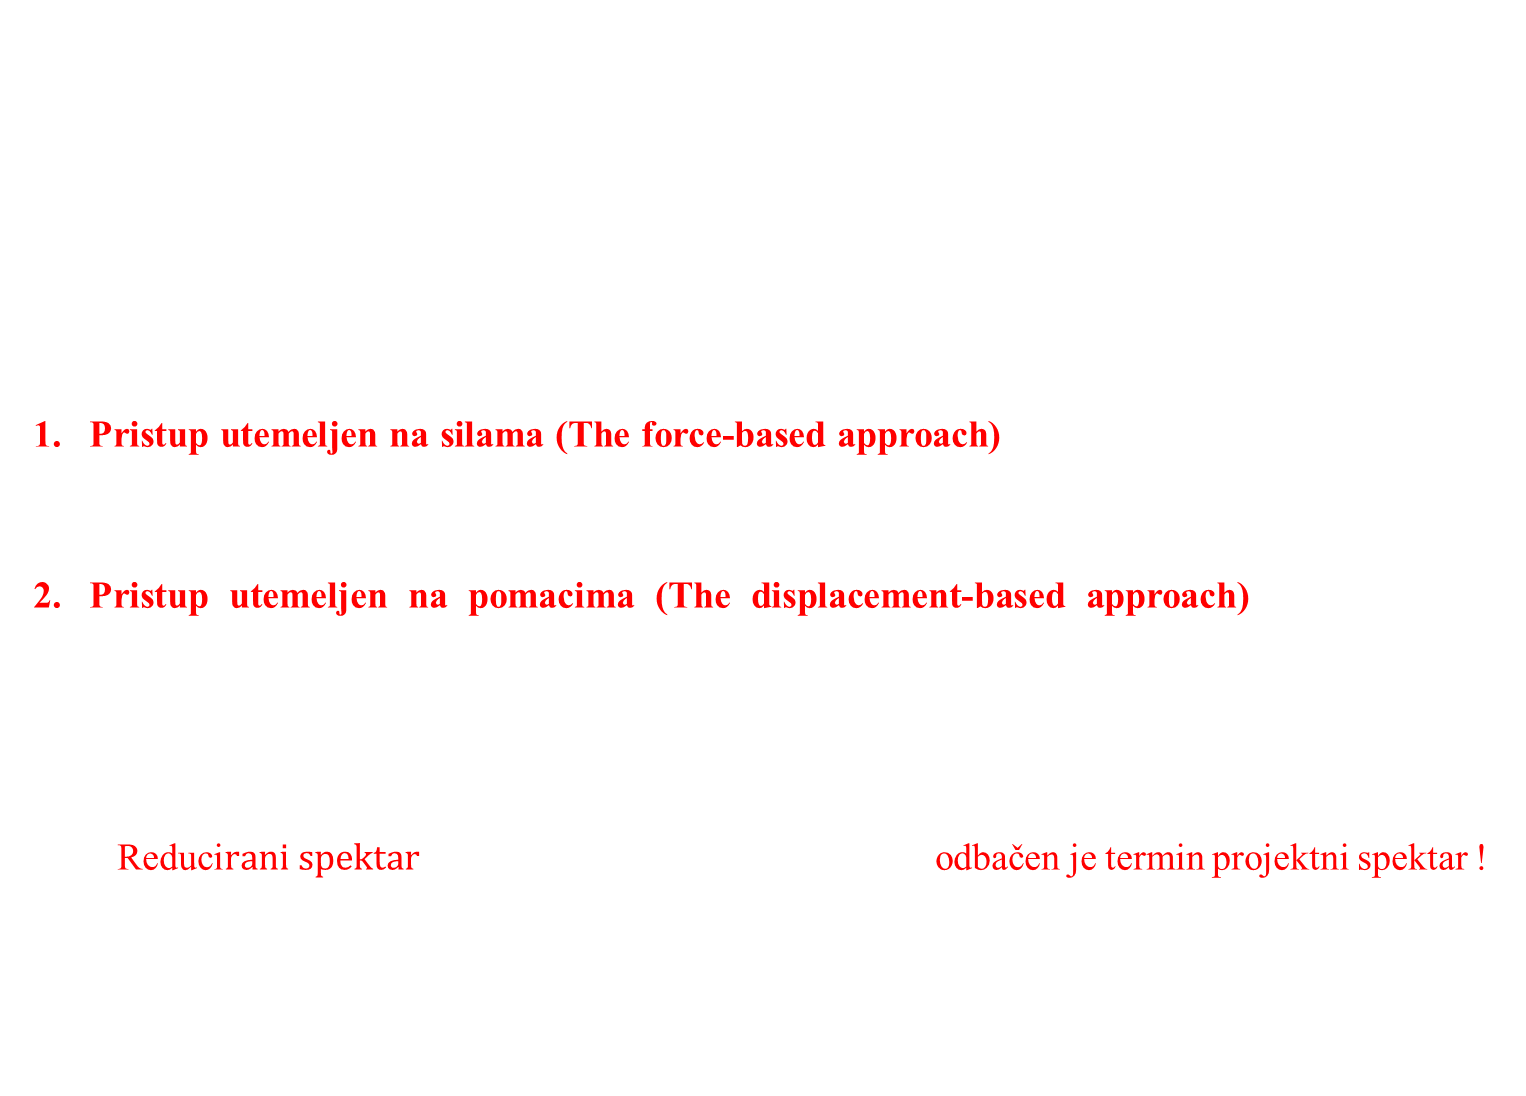 1. Pristup utemeljen na silama (The force-based approach)
2. Pristup utemeljen na pomacima (The displacement-based approach)
Reducirani spektar odbačen je termin projektni spektar !